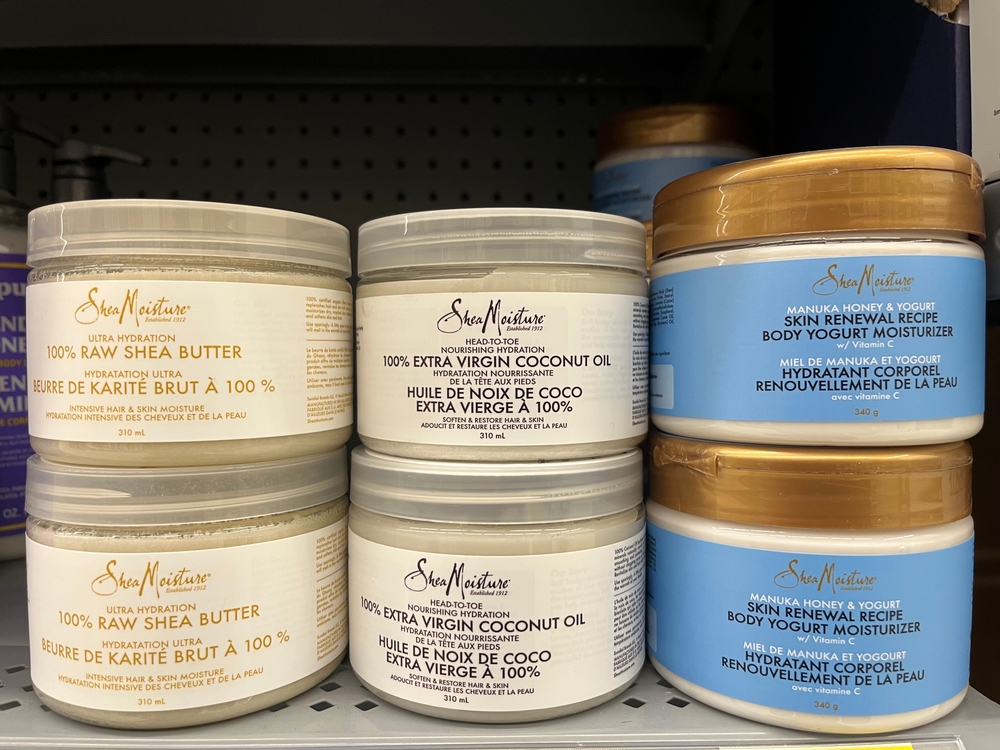 SheaMoisture
Established 1912
ULTRA HYDRATION
100% RAW SHEA BUTTER
HYDRATATION ULTRA
BEURRE DE KARITÉ BRUT À 100 %
INTENSIVE HAIR & SKIN MOISTURE
HYDRATATION INTENSIVE DES CHEVEUX ET DE LA PEAU
310 mL
SheaMoisture
Established 1912
HEAD-TO-TOE
NOURISHING HYDRATION
100% EXTRA VIRGIN COCONUT OIL
HYDRATATION NOURRISSANTE
DE LA TÊTE AUX PIEDS
HUILE DE NOIX DE COCO
EXTRA VIERGE À 100%
SOFTEN & RESTORE HAIR & SKIN
ADOUCIT ET RESTAURE LES CHEVEUX ET LA PEAU
310 mL
SheaMoisture
Established 1912
MANUKA HONEY & YOGURT
SKIN RENEWAL RECIPE
BODY YOGURT MOISTURIZER
w/ Vitamin C
MIEL DE MANUKA ET YOGOURT
HYDRATANT CORPOREL
RENOUVELLEMENT DE LA PEAU
avec vitamine C
340 g
SheaMoisture
Established 1912
ULTRA HYDRATION
100% RAW SHEA BUTTER
HYDRATATION ULTRA
BEURRE DE KARITÉ BRUT À 100 %
INTENSIVE HAIR & SKIN MOISTURE
HYDRATATION INTENSIVE DES CHEVEUX ET DE LA PEAU
310 mL
SheaMoisture
Established 1912
HEAD-TO-TOE
NOURISHING HYDRATION
100% EXTRA VIRGIN COCONUT OIL
HYDRATATION NOURRISSANTE
DE LA TÊTE AUX PIEDS
HUILE DE NOIX DE COCO
EXTRA VIERGE À 100%
SOFTEN & RESTORE HAIR & SKIN
ADOUCIT ET RESTAURE LES CHEVEUX ET LA PEAU
310 mL
SheaMoisture
Established 1912
MANUKA HONEY & YOGURT
SKIN RENEWAL RECIPE
BODY YOGURT MOISTURIZER
w/ Vitamin C
MIEL DE MANUKA ET YOGOURT
HYDRATANT CORPOREL
RENOUVELLEMENT DE LA PEAU
avec vitamine C
340 g
OZ.